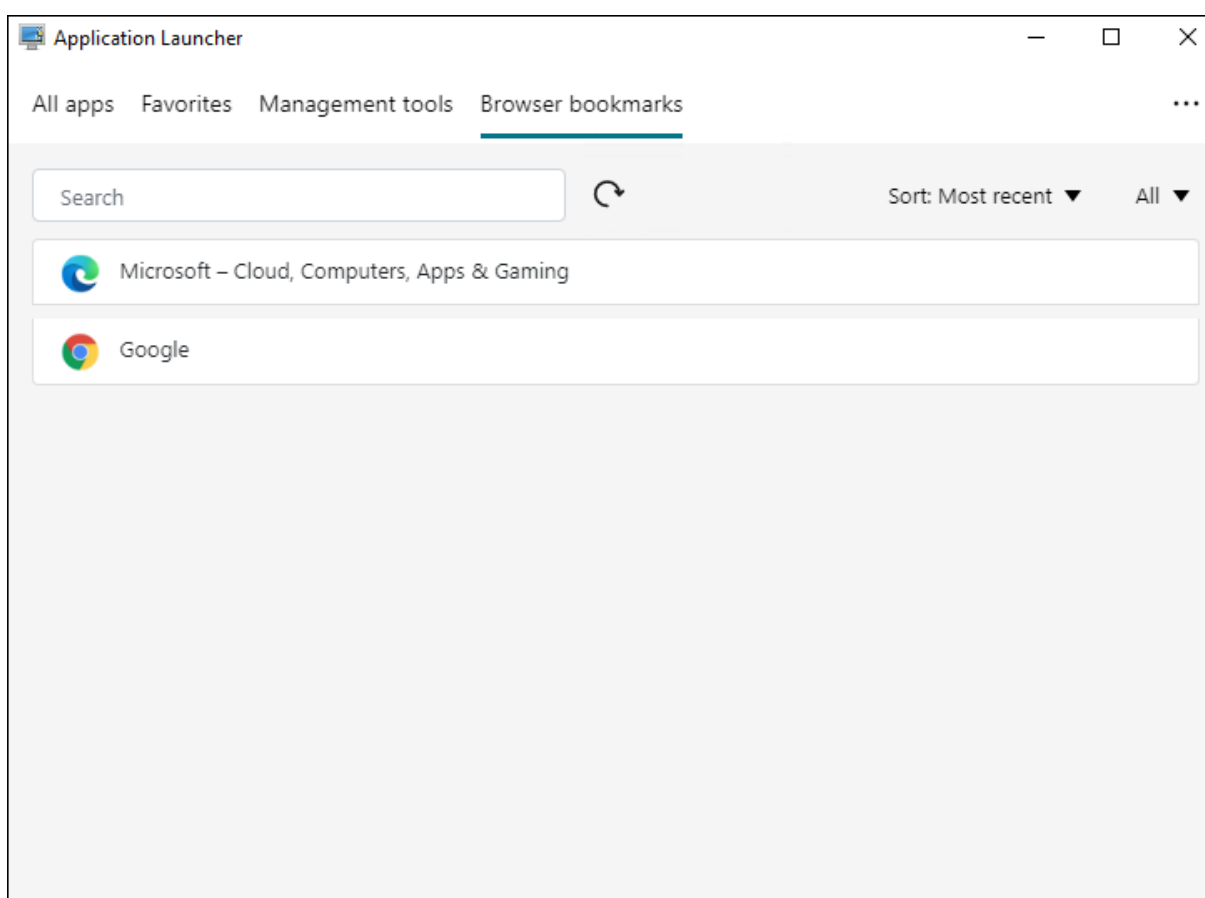 Application Launcher
All apps Favorites Management tools Browser bookmarks
Search Sort: Most recent All
Microsoft – Cloud, Computers, Apps & Gaming
Google